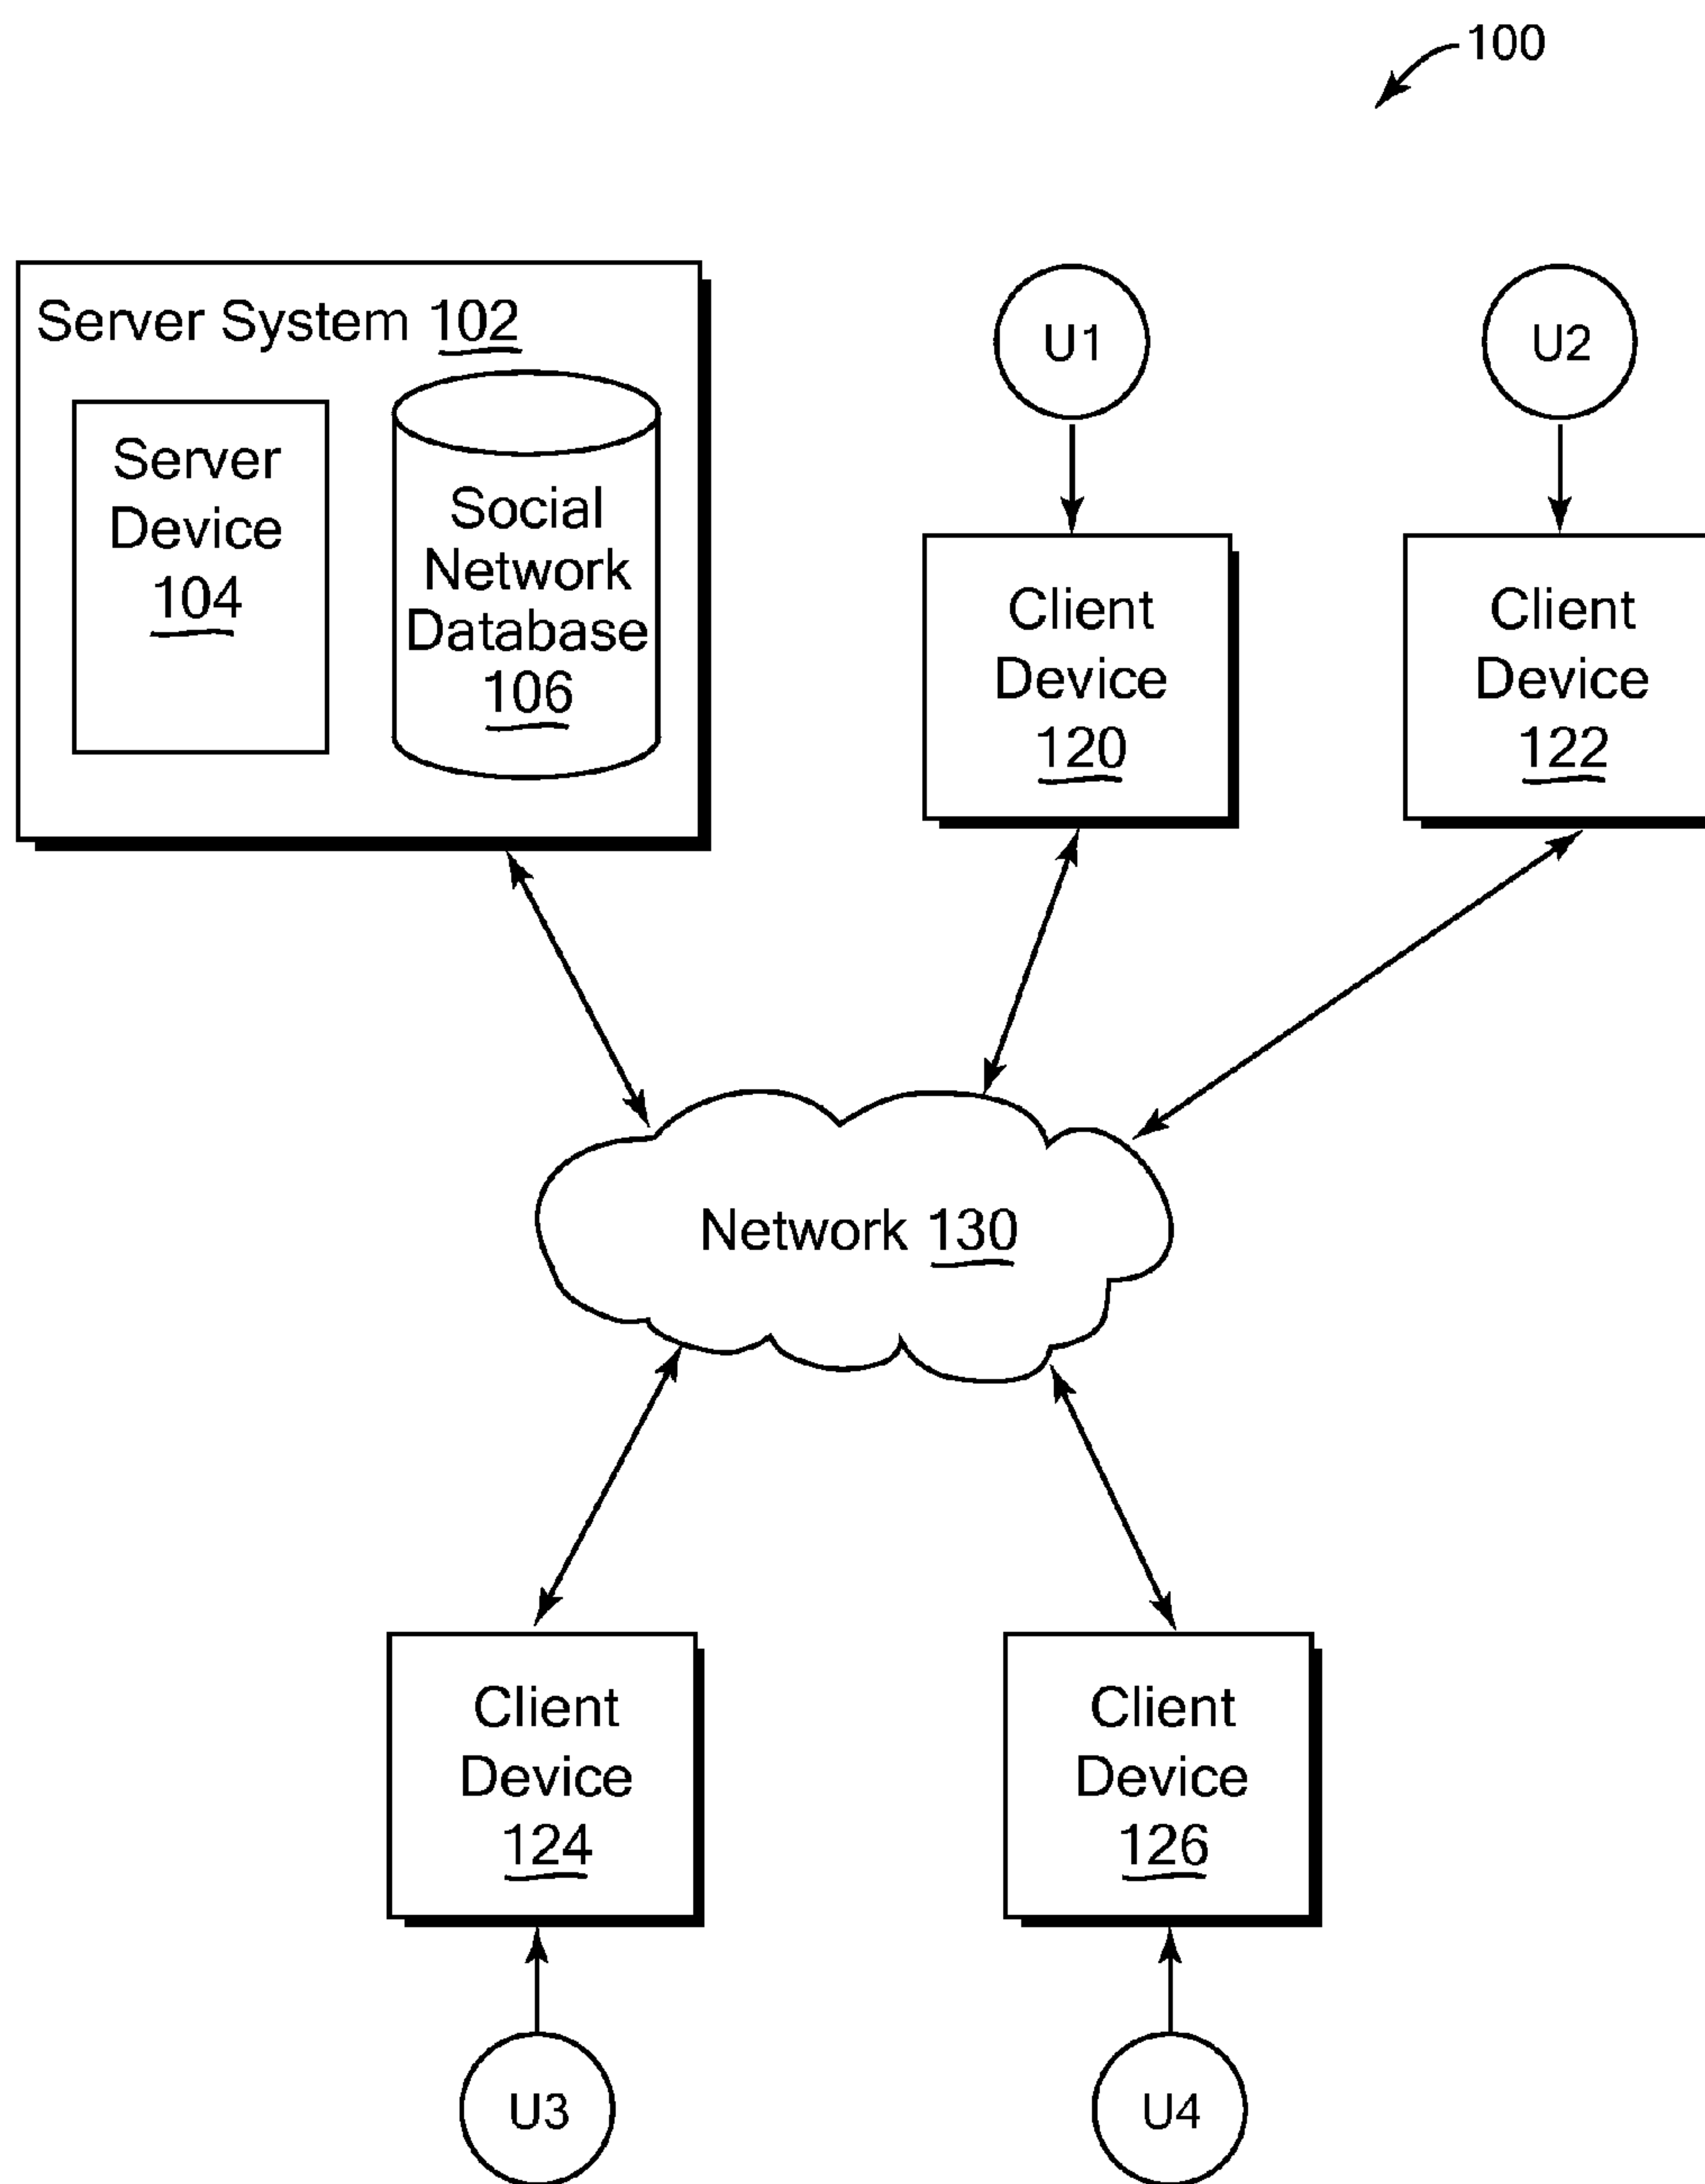 100
Server System 102
Server
Device
104
Social
Network
Database
106
U1
U2
Client
Device
120
Client
Device
122
Network 130
Client
Device
124
Client
Device
126
U3
U4